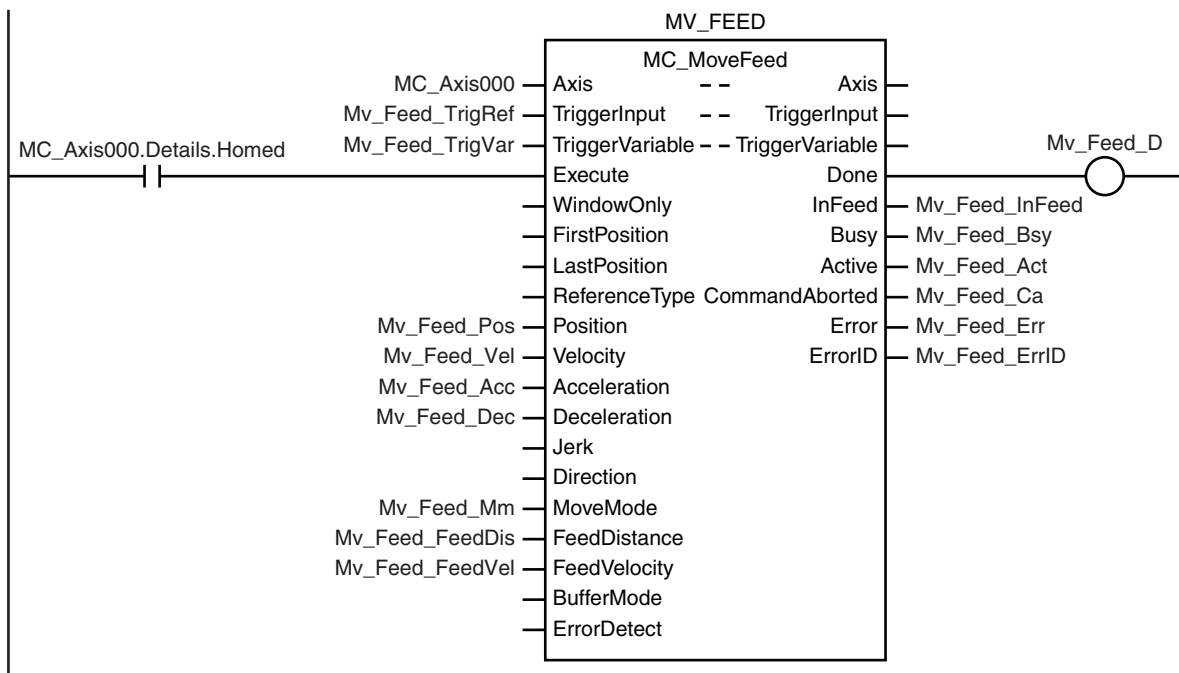 MV_FEED
MC_MoveFeed
MC_Axis000 Axis -- Axis
Mv_Feed_TrigRef TriggerInput -- TriggerInput
MC_Axis000.Details.Homed Mv_Feed_TrigVar TriggerVariable -- TriggerVariable Mv_Feed_D
Execute Done
WindowOnly InFeed Mv_Feed_InFeed
FirstPosition Busy Mv_Feed_Bsy
LastPosition Active Mv_Feed_Act
ReferenceType CommandAborted Mv_Feed_Ca
Mv_Feed_Pos Position Error Mv_Feed_Err
Mv_Feed_Vel Velocity ErrorID Mv_Feed_ErrID
Mv_Feed_Acc Acceleration
Mv_Feed_Dec Deceleration
Jerk
Direction
Mv_Feed_Mm MoveMode
Mv_Feed_FeedDis FeedDistance
Mv_Feed_FeedVel FeedVelocity
BufferMode
ErrorDetect